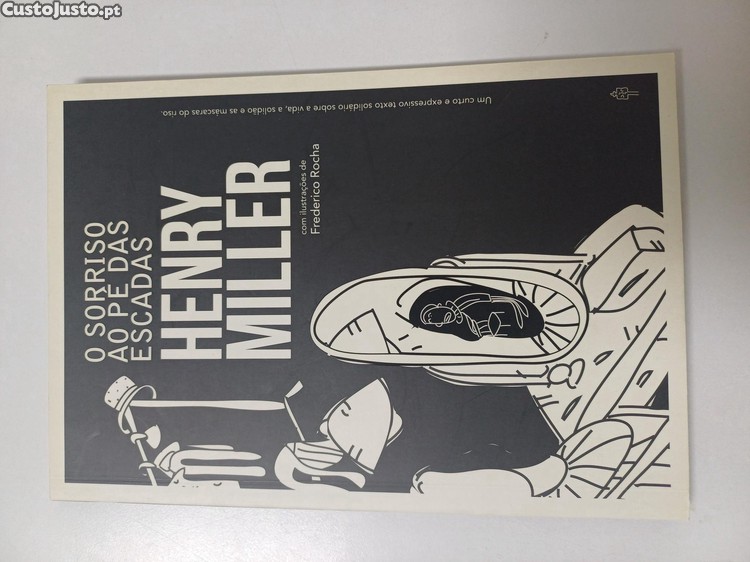 CustoJusto.pt
O SORRISO
AO PÉ DAS
ESCADAS
HENRY
MILLER
com ilustrações de
Frederico Rocha
Um curto e expressivo texto solidário sobre a vida, a solidão e as máscaras do riso.